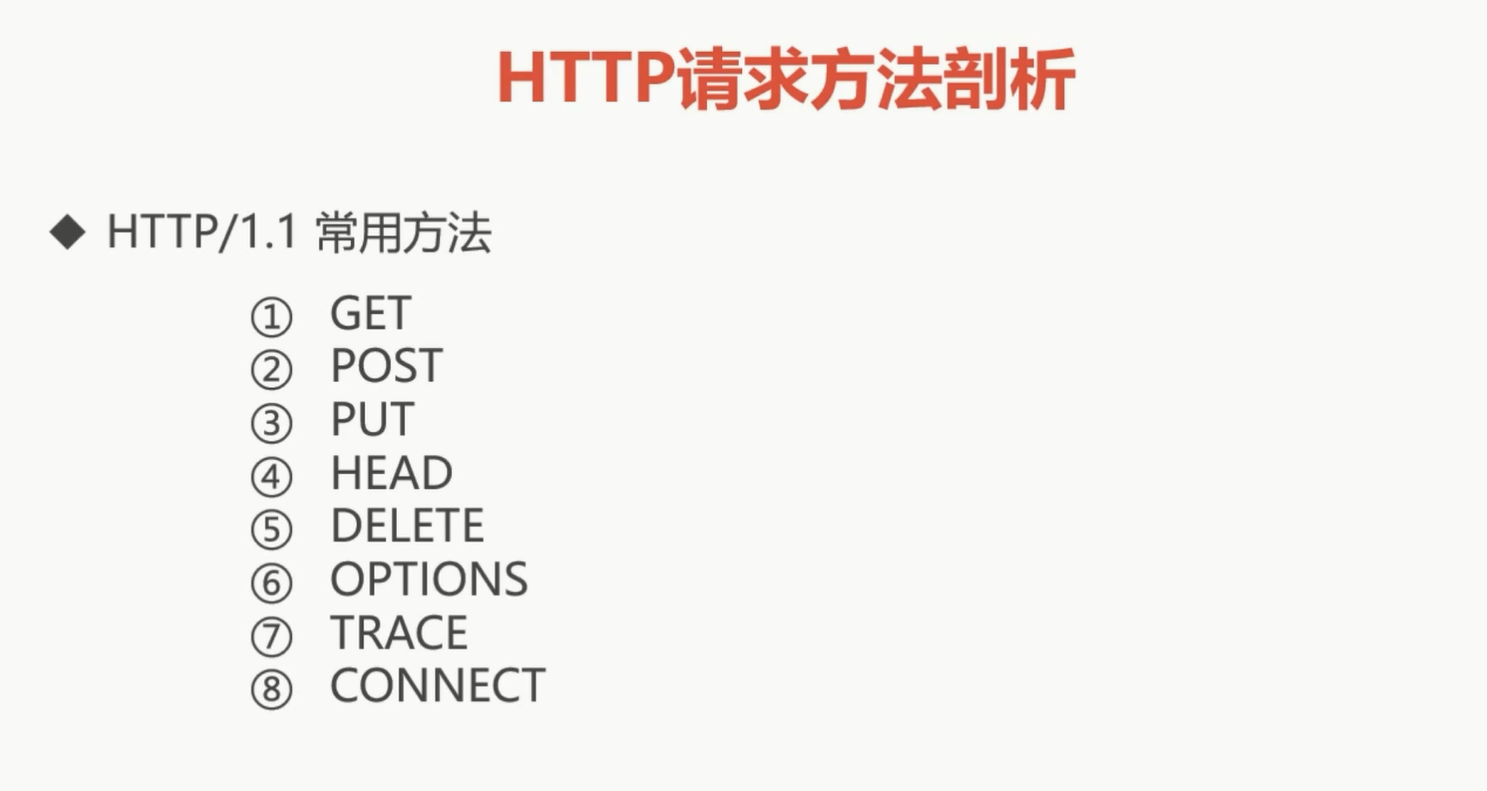 HTTP请求方法剖析
◆ HTTP/1.1 常用方法
① GET
② POST
③ PUT
④ HEAD
⑤ DELETE
⑥ OPTIONS
⑦ TRACE
⑧ CONNECT